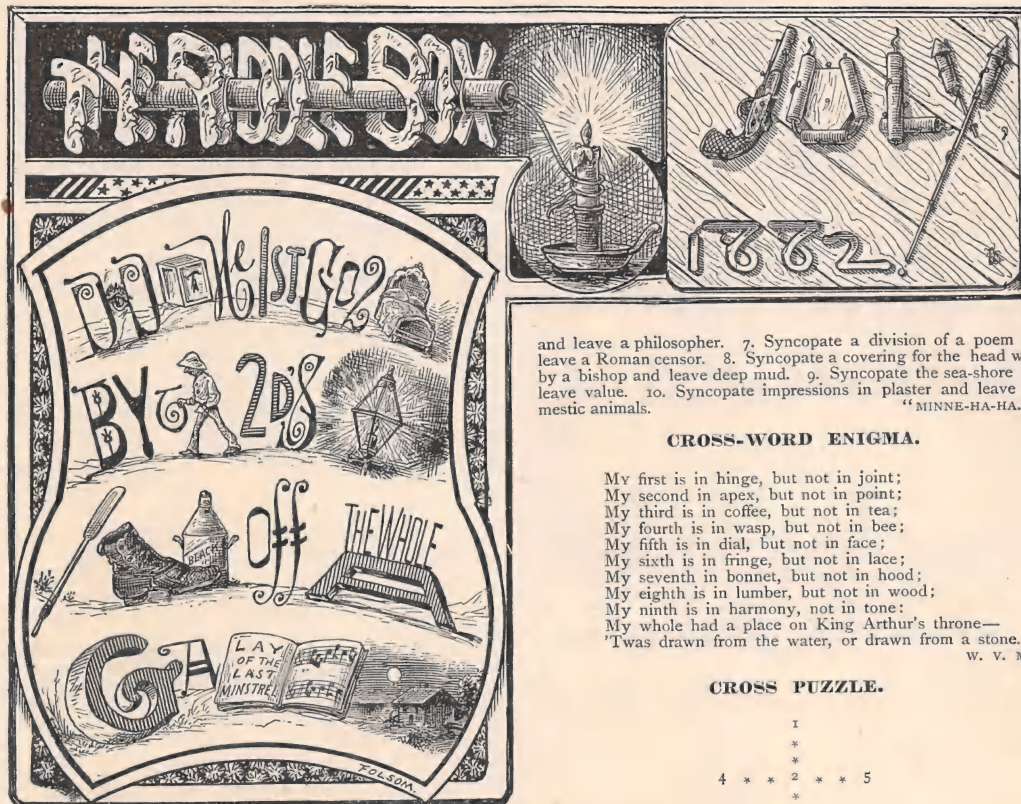 THE RIDDLE BOX
JULY
1882.
DID
A
the 1ST GO2
BY
2D'S
BLACK
OFF
THE WHOLE
G A
LAY
OF THE
LAST
MINSTREL
FOLSOM.
and leave a philosopher. 7. Syncopate a division of a poem
leave a Roman censor. 8. Syncopate a covering for the head w
by a bishop and leave deep mud. 9. Syncopate the sea-shore
leave value. 10. Syncopate impressions in plaster and leave
mestic animals. "MINNE-HA-HA.
CROSS-WORD ENIGMA.
MY first is in hinge, but not in joint;
My second in apex, but not in point;
My third is in coffee, but not in tea;
My fourth is in wasp, but not in bee;
My fifth is in dial, but not in face;
My sixth is in fringe, but not in lace;
My seventh in bonnet, but not in hood;
My eighth is in lumber, but not in wood;
My ninth is in harmony, not in tone:
My whole had a place on King Arthur's throne—
'Twas drawn from the water, or drawn from a stone.
W. V. M
CROSS PUZZLE.
1
*
*
4 * * 2 * * 5
*